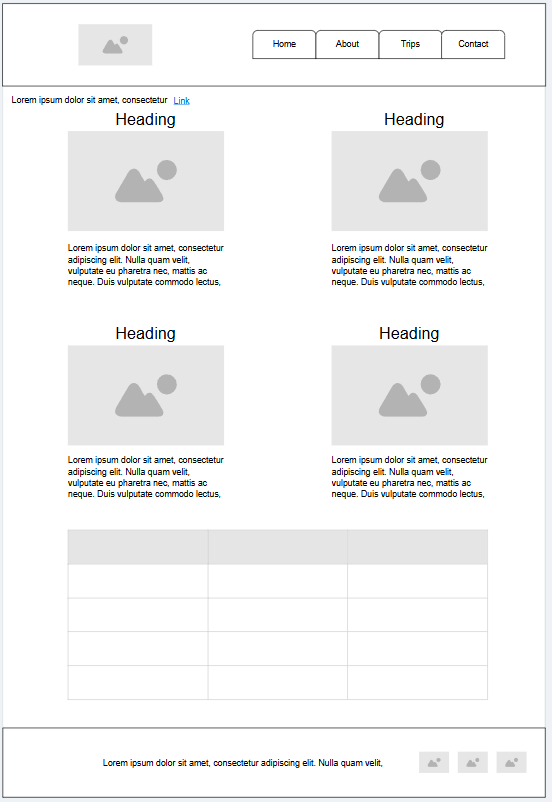 Home About Trips Contact
Lorem ipsum dolor sit amet, consectetur Link
Heading
Lorem ipsum dolor sit amet, consectetur
adipiscing elit. Nulla quam velit,
vulputate eu pharetra nec, mattis ac
neque. Duis vulputate commodo lectus,
Heading
Lorem ipsum dolor sit amet, consectetur
adipiscing elit. Nulla quam velit,
vulputate eu pharetra nec, mattis ac
neque. Duis vulputate commodo lectus,
Heading
Lorem ipsum dolor sit amet, consectetur
adipiscing elit. Nulla quam velit,
vulputate eu pharetra nec, mattis ac
neque. Duis vulputate commodo lectus,
Heading
Lorem ipsum dolor sit amet, consectetur
adipiscing elit. Nulla quam velit,
vulputate eu pharetra nec, mattis ac
neque. Duis vulputate commodo lectus,
Lorem ipsum dolor sit amet, consectetur adipiscing elit. Nulla quam velit,